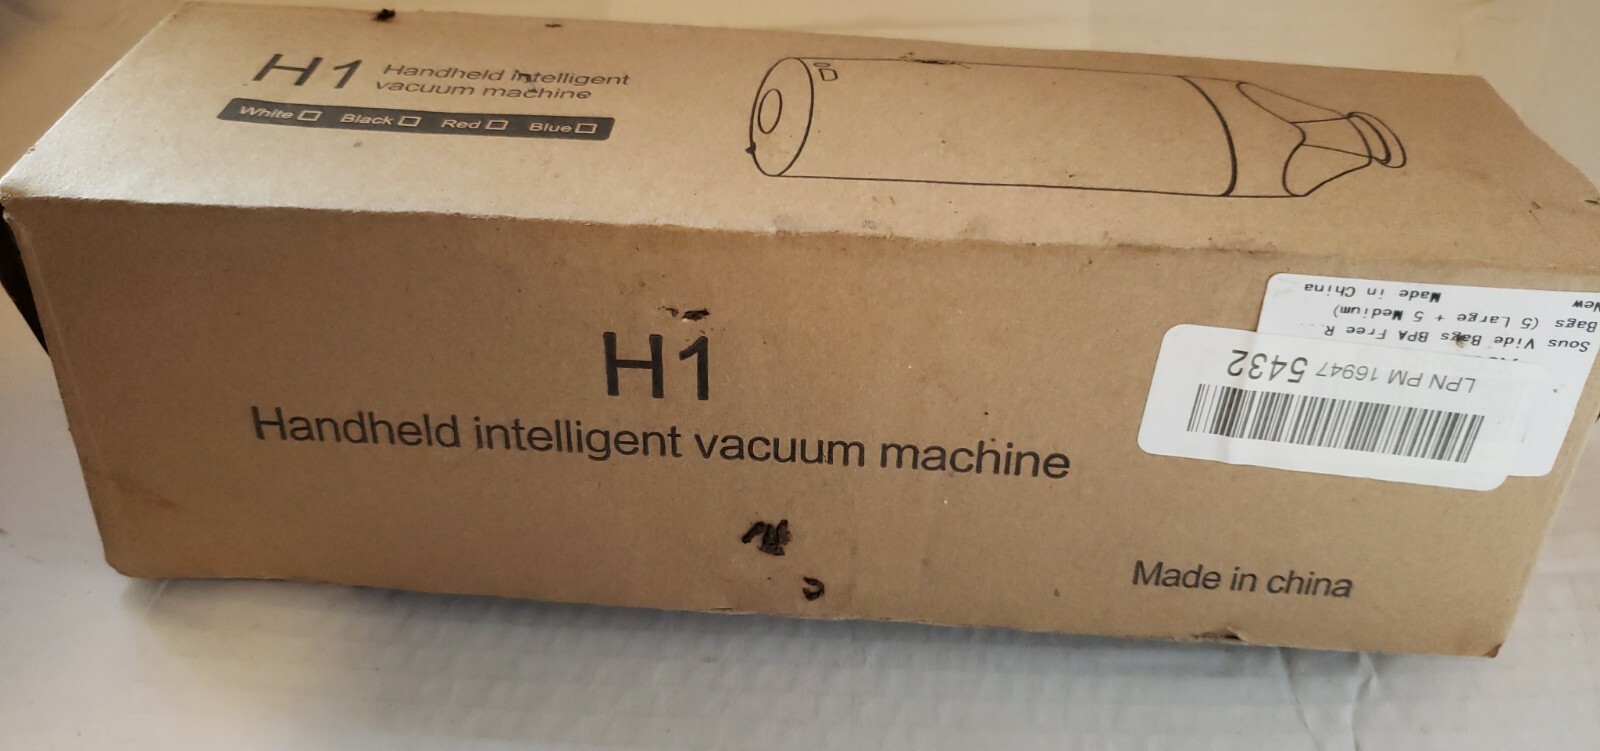 H1 Handheld intelligent
vacuum machine
White Black Red Blue
H1
Handheld intelligent vacuum machine
Made in china
LPN PM 16947 5432
Sous Vide Bags BPA Free R
Bags (5 Large + 5 Medium)
New Made in China